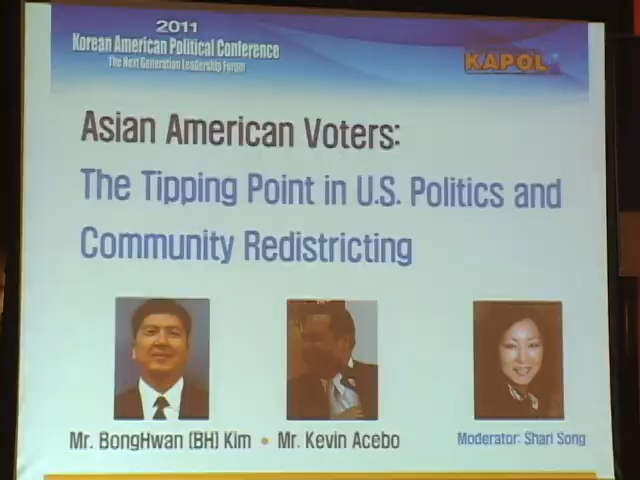 2011
Korean American Political Conference
The Next Generation Leadership Forum
KAPOL
Asian American Voters:
The Tipping Point in U.S. Politics and
Community Redistricting
Mr. BongHwan (BH) Kim • Mr. Kevin Acebo
Moderator: Shari Song